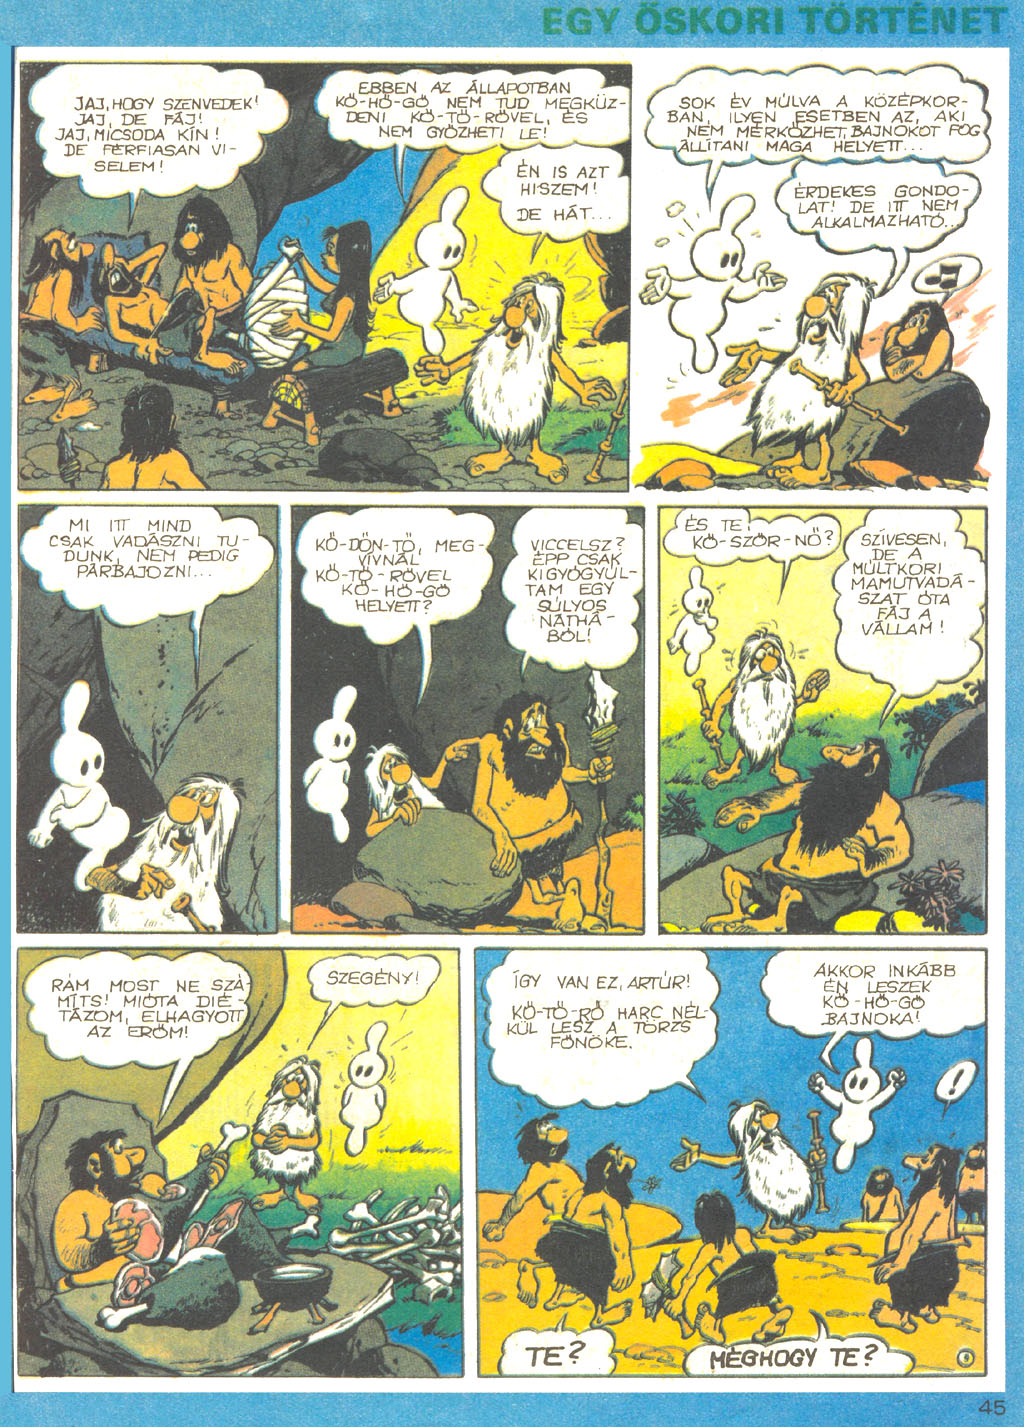 EGY ŐSKORI TÖRTÉNET
JAJ, HOGY SZENVEDEK!
JAJ, DE FÁJ!
JAJ, MICSODA KÍN!
DE FÉRFIASAN VI-
SELEM!
EBBEN AZ ÁLLAPOTBAN
KŐ-HÖ-GŐ NEM TUD MEGKÜZ-
DENI KŐ-TÖ-RŐVEL, ÉS
NEM GYŐZHETI LE!
ÉN IS AZT
HISZEM!
DE HÁT...
SOK ÉV MÚLVA A KÖZÉPKOR-
BAN, ILYEN ESETBEN AZ, AKI
NEM MÉRKŐZHET, BAJNOKOT FOG
ÁLLÍTANI MAGA HELYETT...
ÉRDEKES GONDO-
LAT! DE ITT NEM
ALKALMAZHATÓ...
MI ITT MIND
CSAK VADÁSZNI TU-
DUNK, NEM PEDIG
PÁRBAJOZNI...
KŐ-DÖN-TŐ, MEG-
VÍVNÁL
KŐ-TÖ-RŐVEL
KŐ-HÖ-GŐ
HELYETT?
VICCELSZ?
ÉPP CSAK
KIGYÓGYUL-
TAM EGY
SÚLYOS
NÁTHÁ-
BÓL!
ÉS TE,
KŐ-SZÖR-NŐ?
SZÍVESEN,
DE A
MÚLTKORI
MAMUTVADÁ-
SZAT ÓTA
FÁJ A
VÁLLAM!
RÁM MOST NE SZÁ-
MÍTS! MIÓTA DIÉ-
TÁZOM, ELHAGYOTT
AZ ERŐM!
SZEGÉNY!
ÍGY VAN EZ, ARTÚR!
KŐ-TÖ-RŐ HARC NÉL-
KÜL LESZ A TÖRZS
FŐNÖKE.
AKKOR INKÁBB
ÉN LESZEK
KŐ-HÖ-GŐ
BAJNOKA!
!
TE?
MÉGHOGY TE?
9
45